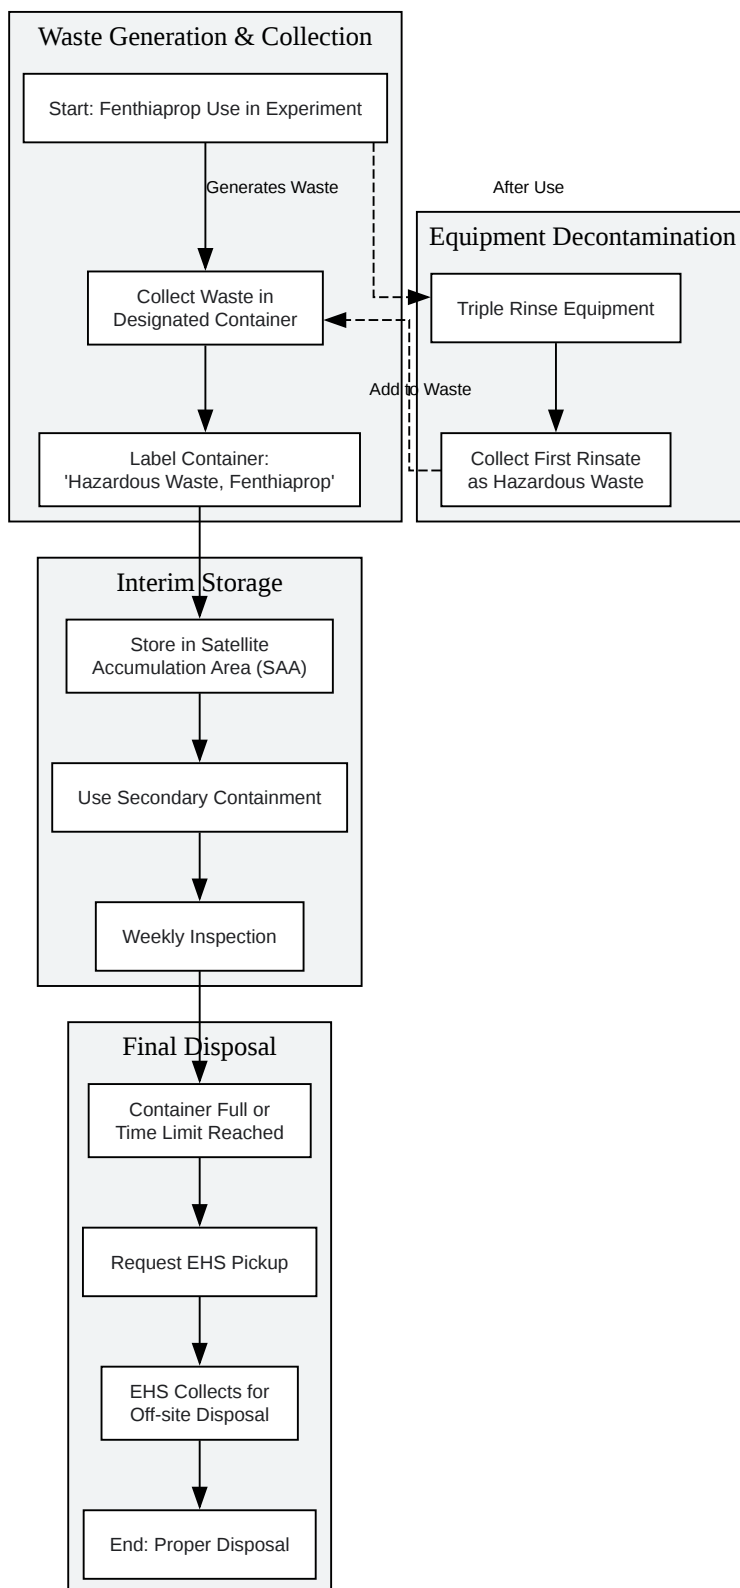 Waste Generation & Collection
Start: Fenthiaprop Use in Experiment
Generates Waste
After Use
Equipment Decontamination
Collect Waste in
Designated Container
Triple Rinse Equipment
Add to Waste
Label Container:
'Hazardous Waste, Fenthiaprop'
Collect First Rinsate
as Hazardous Waste
Interim Storage
Store in Satellite
Accumulation Area (SAA)
Use Secondary Containment
Weekly Inspection
Final Disposal
Container Full or
Time Limit Reached
Request EHS Pickup
EHS Collects for
Off-site Disposal
End: Proper Disposal